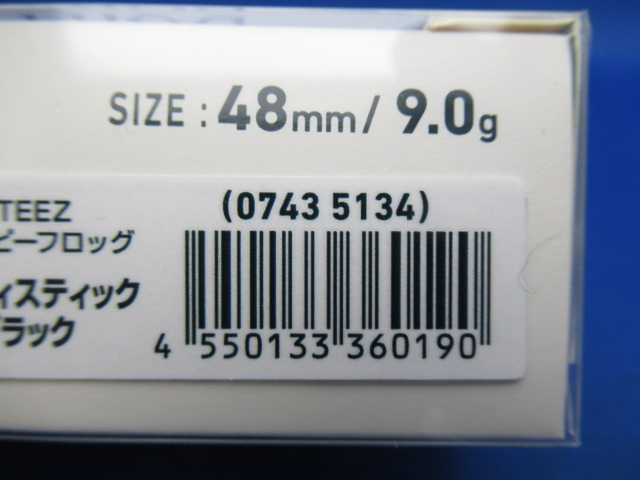 SIZE : 48mm / 9.0g
TEEZ
(0743 5134)
ピーフロッグ
ィスティック
ブラック
4 550133 360190